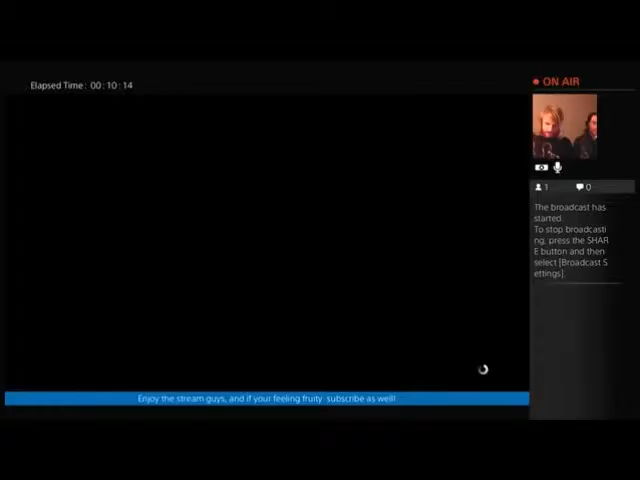 Elapsed Time: 00:10:14
ON AIR
1 0
The broadcast has
started.
To stop broadcasti
ng, press the SHAR
E button and then
select [Broadcast S
ettings].
Enjoy the stream guys, and if your feeling fruity subscribe as well!